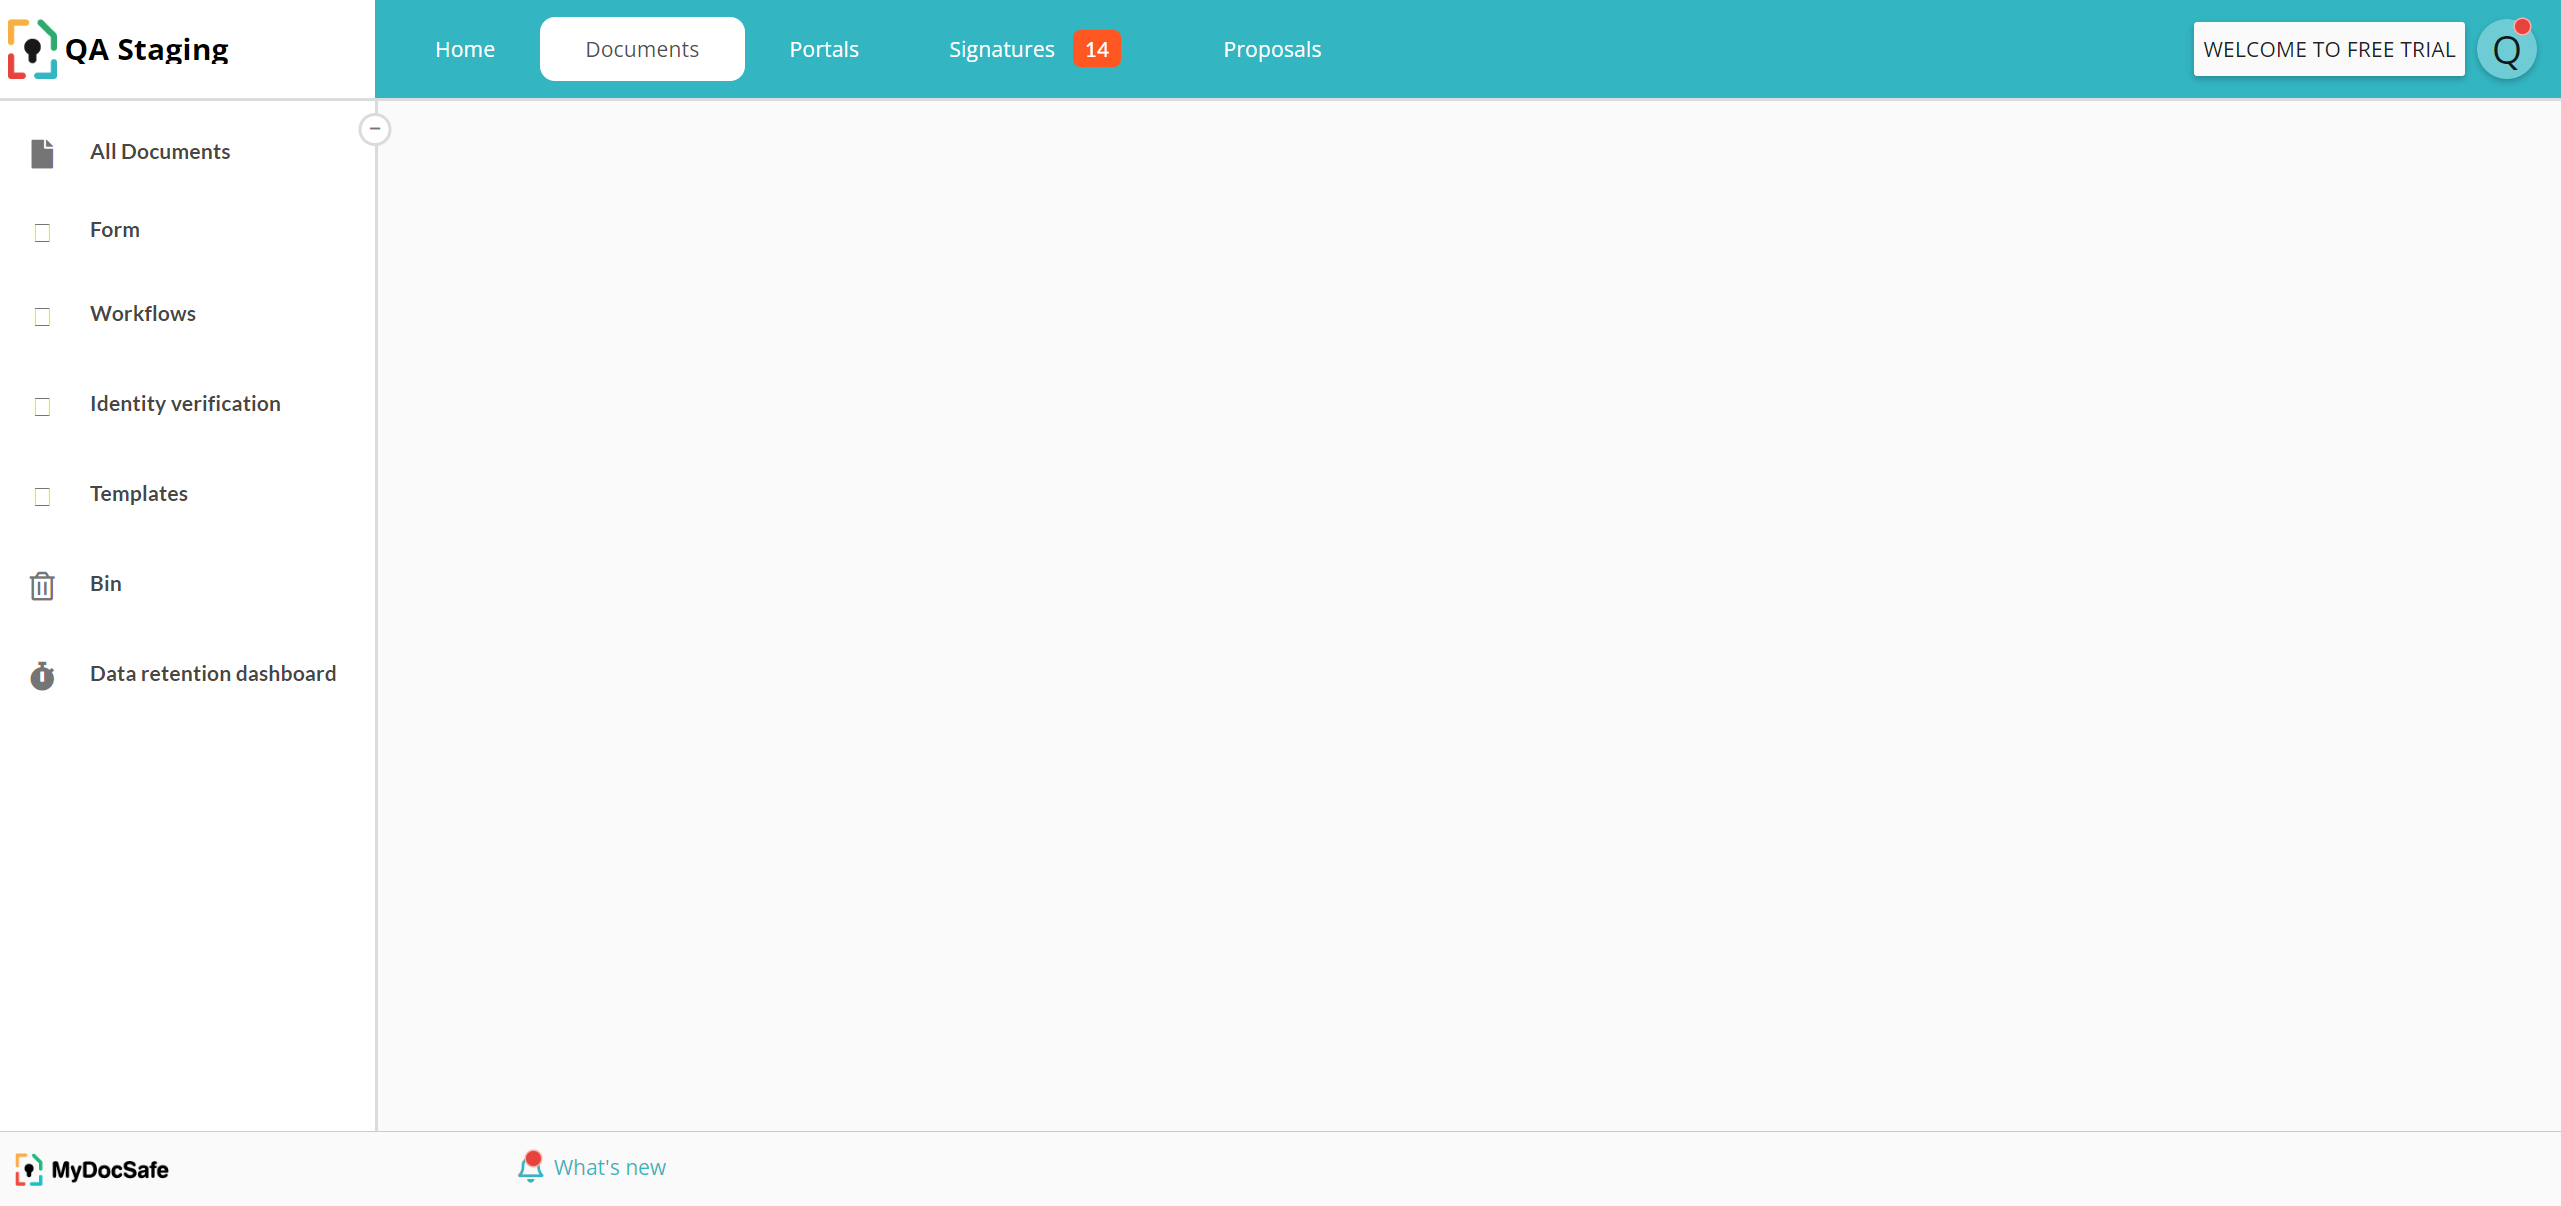 QA Staging
Home
Documents
Portals
Signatures 14
Proposals
WELCOME TO FREE TRIAL
Q
All Documents
Form
Workflows
Identity verification
Templates
Bin
Data retention dashboard
MyDocSafe
What's new